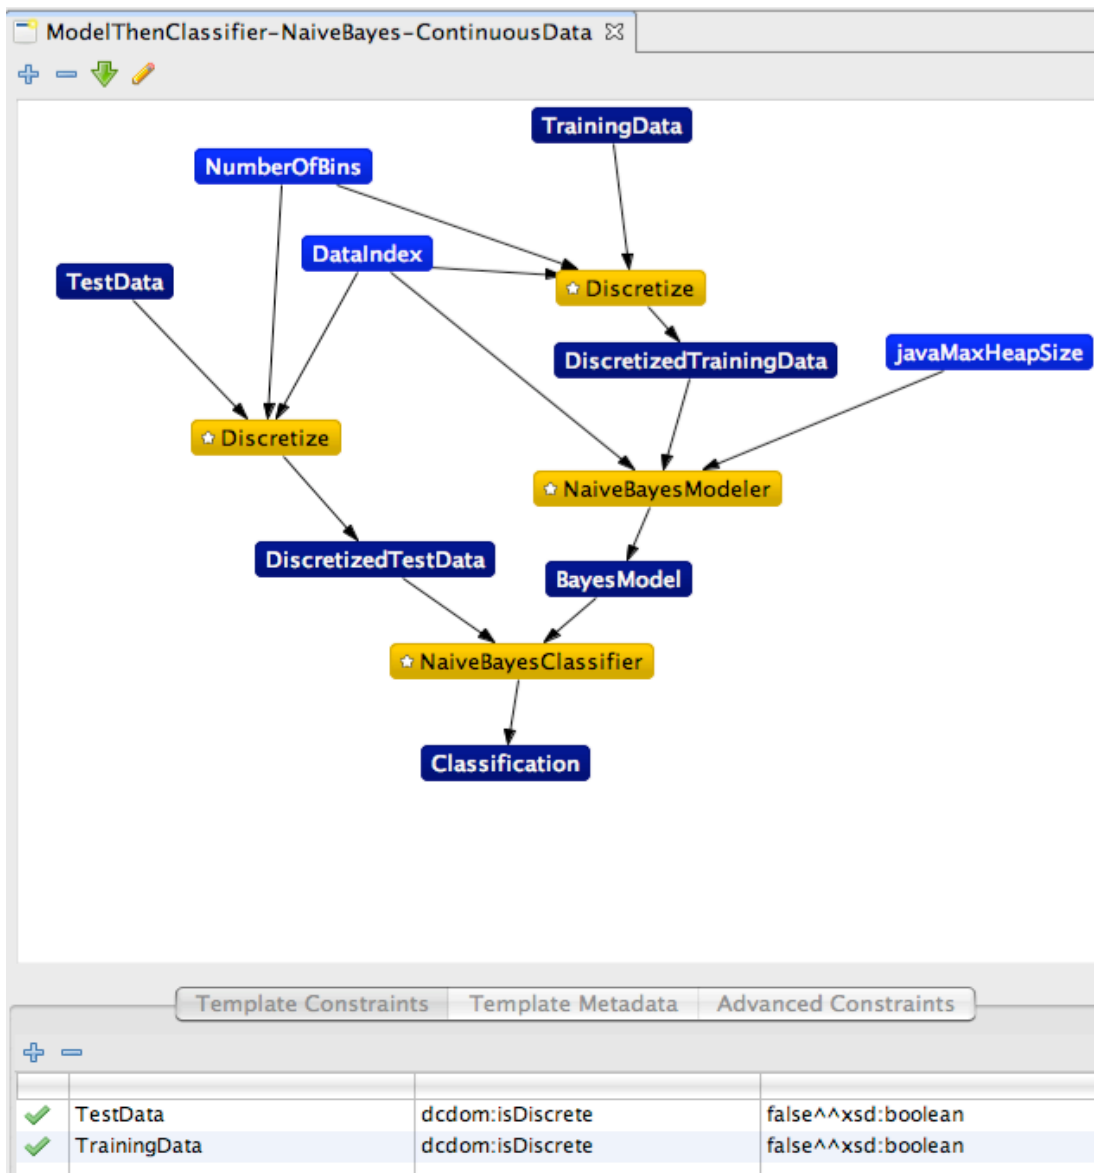 ModelThenClassifier-NaiveBayes-ContinuousData
TrainingData
NumberOfBins
DataIndex
TestData
Discretize
DiscretizedTrainingData
javaMaxHeapSize
Discretize
NaiveBayesModeler
DiscretizedTestData
BayesModel
NaiveBayesClassifier
Classification
Template Constraints Template Metadata Advanced Constraints
TestData dcdom:isDiscrete false^^xsd:boolean
TrainingData dcdom:isDiscrete false^^xsd:boolean